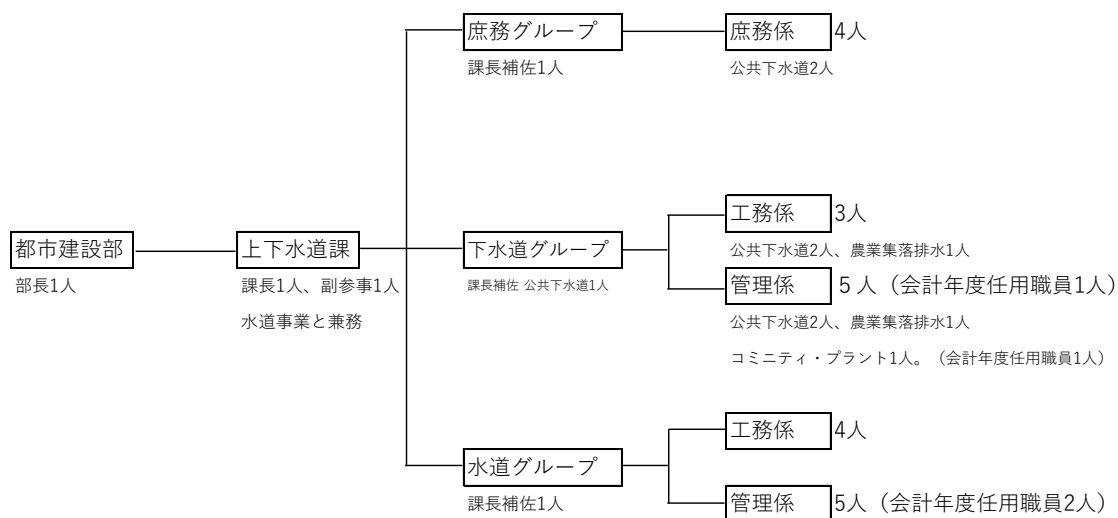 庶務グループ
課長補佐1人
庶務係 4人
公共下水道2人
都市建設部
部長1人
上下水道課
課長1人、副参事1人
水道事業と兼務
下水道グループ
課長補佐 公共下水道1人
工務係 3人
公共下水道2人、農業集落排水1人
管理係 5人（会計年度任用職員1人）
公共下水道2人、農業集落排水1人
コミニティ・プラント1人。（会計年度任用職員1人）
水道グループ
課長補佐1人
工務係 4人
管理係 5人（会計年度任用職員2人）